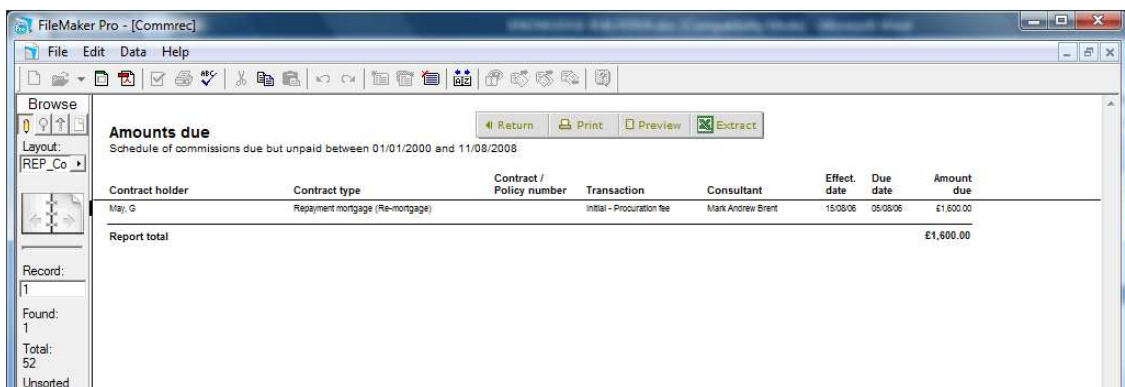 FileMaker Pro - [Commrec]
File Edit Data Help
Browse
Layout:
REP_Co
Record:
1
Found:
1
Total:
52
Unsorted
Return Print Preview Extract
Amounts due
Schedule of commissions due but unpaid between 01/01/2000 and 11/08/2008
Contract / Effect. Due Amount
Contract holder Contract type Policy number Transaction Consultant date date due
May, G Repayment mortgage (Re-mortgage) Initial - Procuration fee Mark Andrew Brent 15/08/06 05/08/06 £1,600.00
Report total £1,600.00